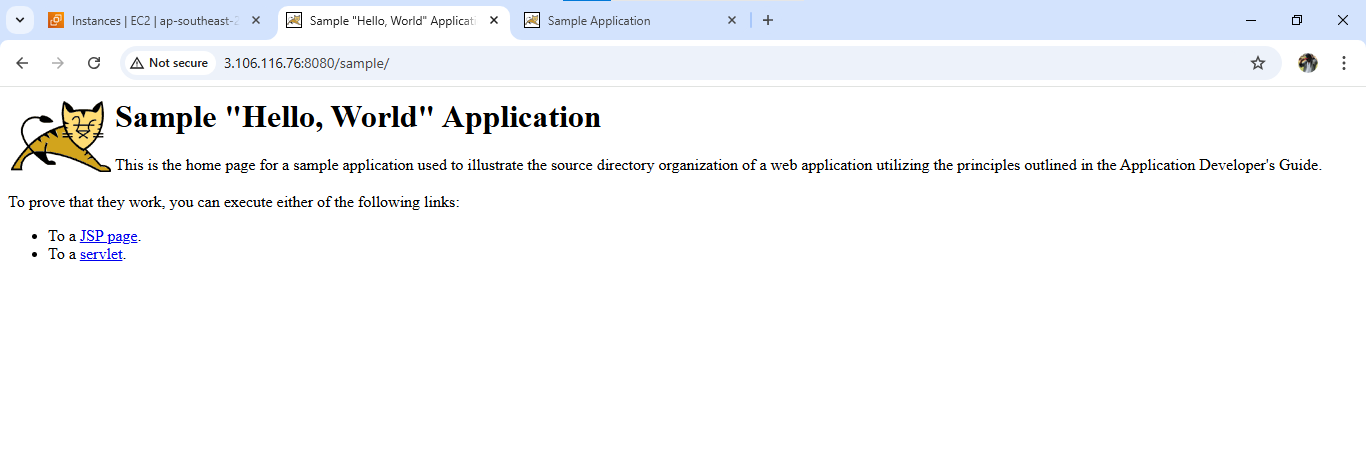 Instances | EC2 | ap-southeast-2
Sample "Hello, World" Applicati
Sample Application
Not secure
3.106.116.76:8080/sample/
Sample "Hello, World" Application
This is the home page for a sample application used to illustrate the source directory organization of a web application utilizing the principles outlined in the Application Developer's Guide.
To prove that they work, you can execute either of the following links:
• To a JSP page.
• To a servlet.